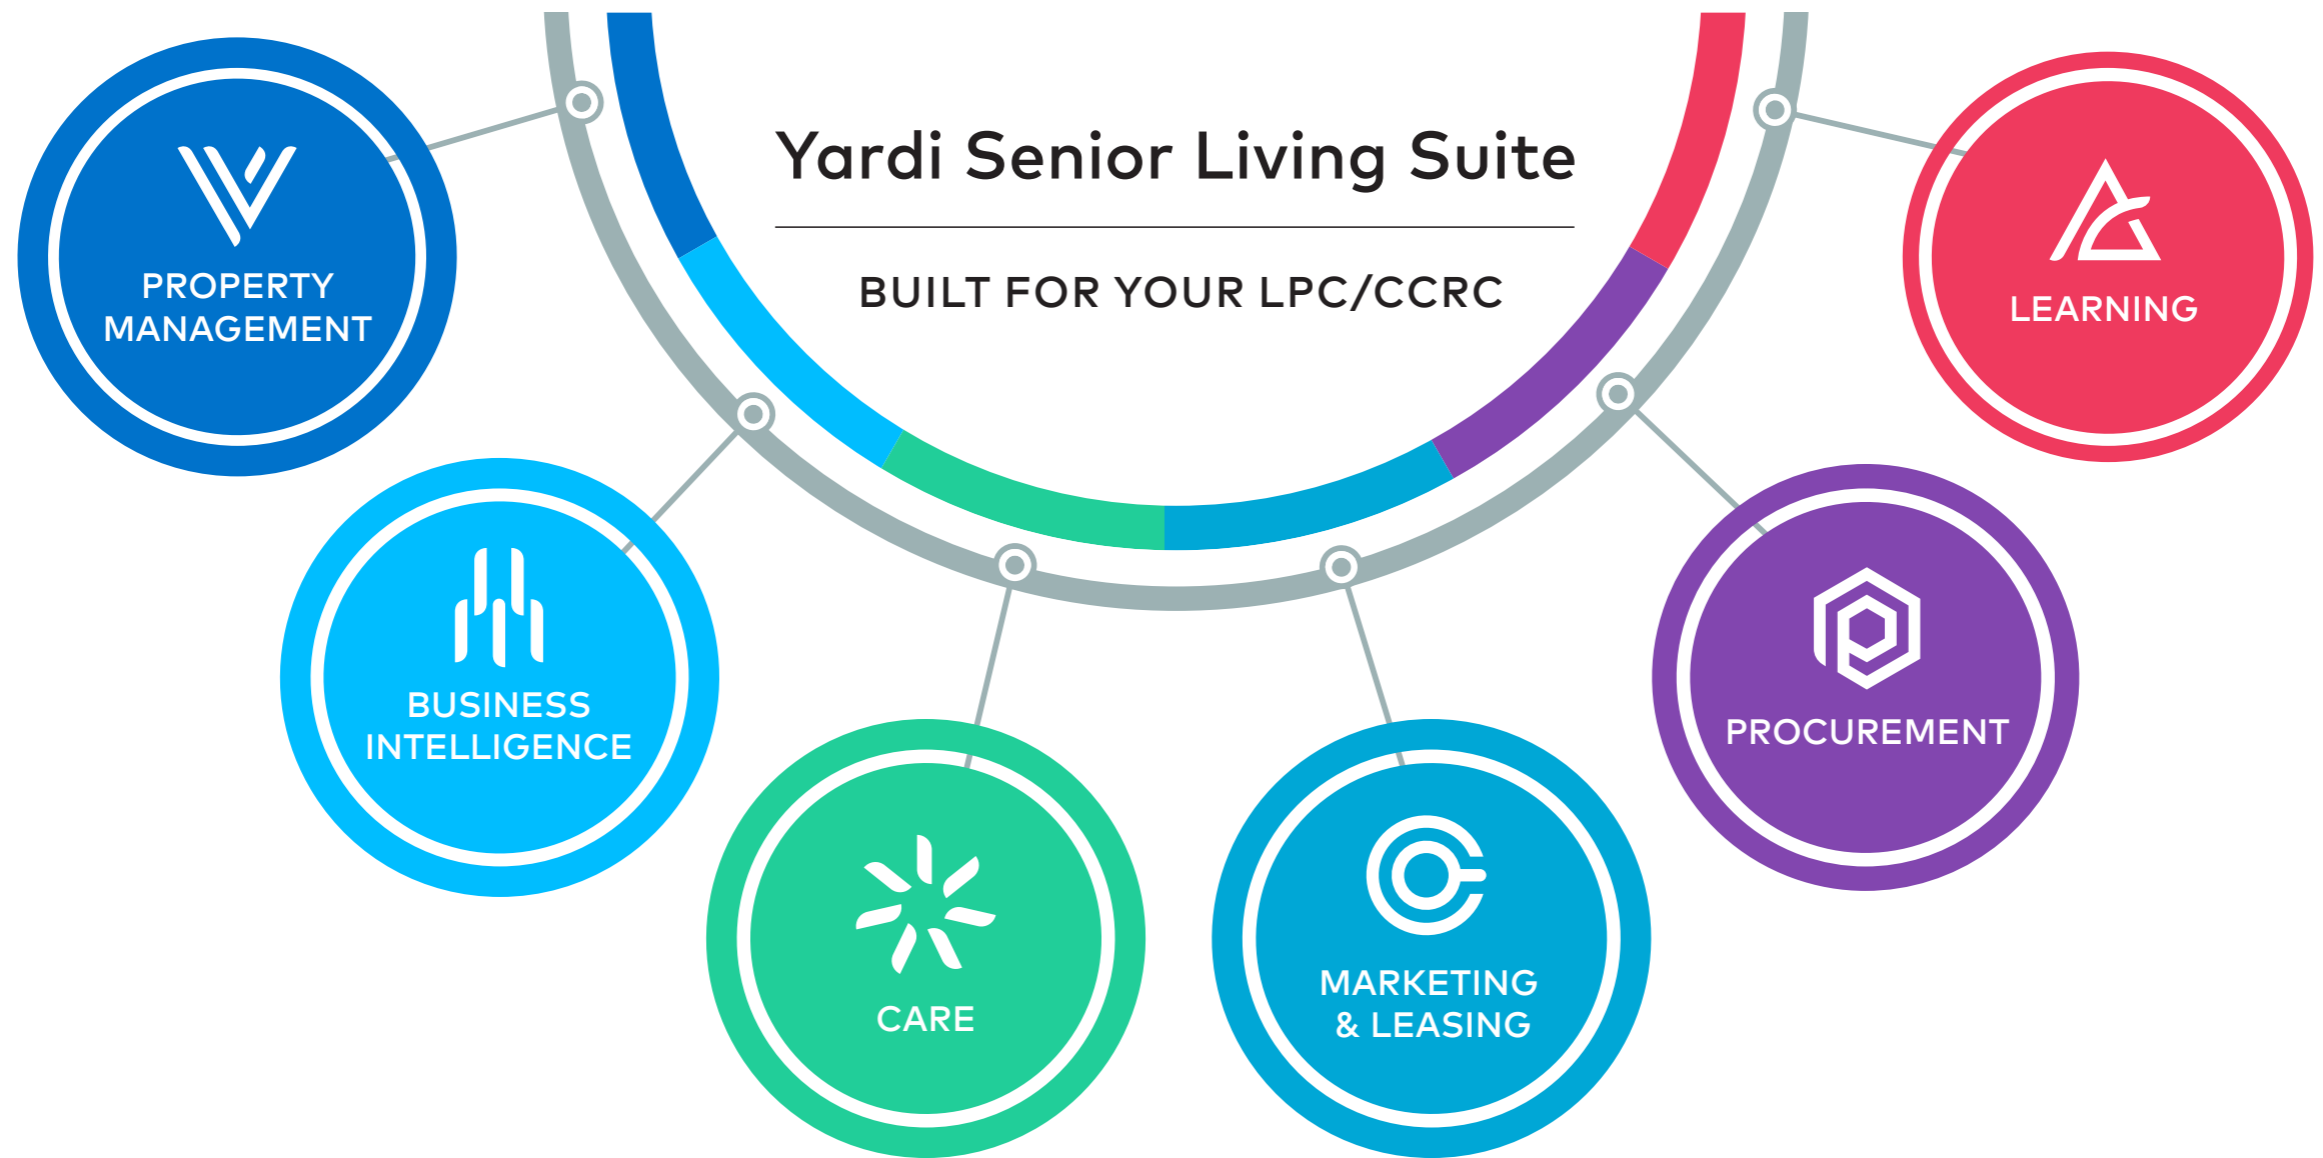 Yardi Senior Living Suite
BUILT FOR YOUR LPC/CCRC
PROPERTY
MANAGEMENT
BUSINESS
INTELLIGENCE
CARE
MARKETING
& LEASING
PROCUREMENT
LEARNING